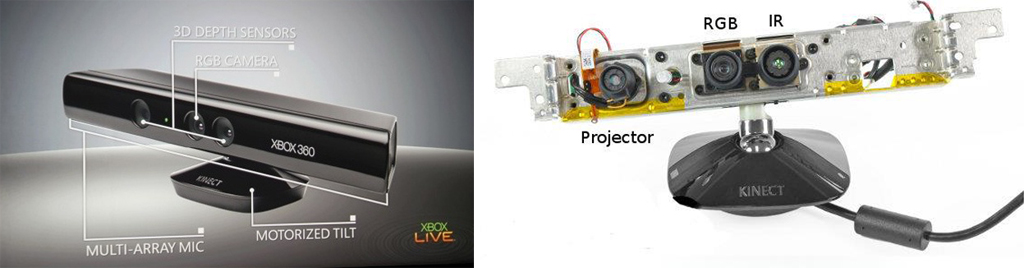 3D DEPTH SENSORS
RGB CAMERA
XBOX 360
KINECT
MULTI-ARRAY MIC
MOTORIZED TILT
XBOX
LIVE
RGB
IR
Projector
KINECT